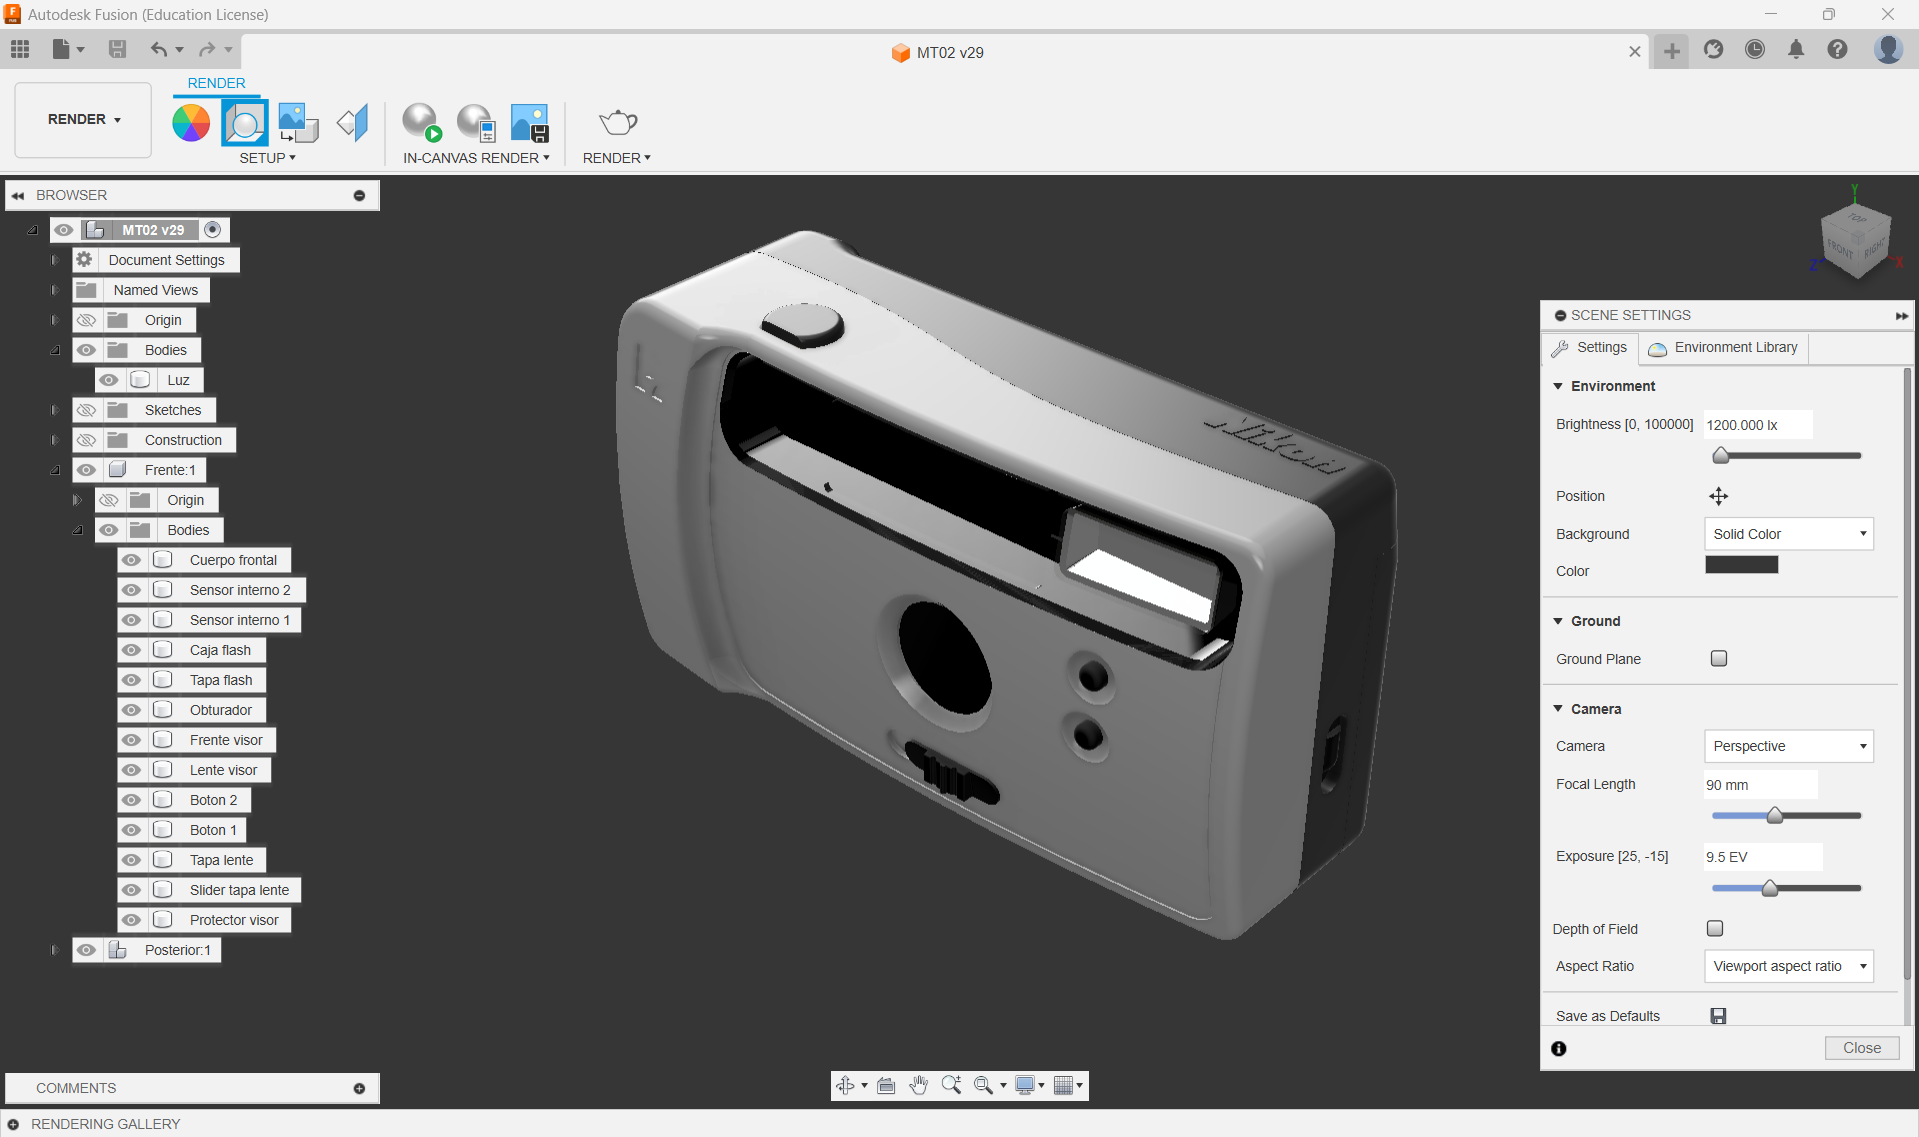 Autodesk Fusion (Education License)
MT02 v29
RENDER
RENDER
SETUP
IN-CANVAS RENDER
RENDER
BROWSER
MT02 v29
Document Settings
Named Views
Origin
Bodies
Luz
Sketches
Construction
Frente:1
Origin
Bodies
Cuerpo frontal
Sensor interno 2
Sensor interno 1
Caja flash
Tapa flash
Obturador
Frente visor
Lente visor
Boton 2
Boton 1
Tapa lente
Slider tapa lente
Protector visor
Posterior:1
Nikon
Y
TOP
FRONT
RIGHT
Z
X
SCENE SETTINGS
Settings
Environment Library
Environment
Brightness [0, 100000] 1200.000 lx
Position
Background Solid Color
Color
Ground
Ground Plane
Camera
Camera Perspective
Focal Length 90 mm
Exposure [25, -15] 9.5 EV
Depth of Field
Aspect Ratio Viewport aspect ratio
Save as Defaults
Close
COMMENTS
RENDERING GALLERY